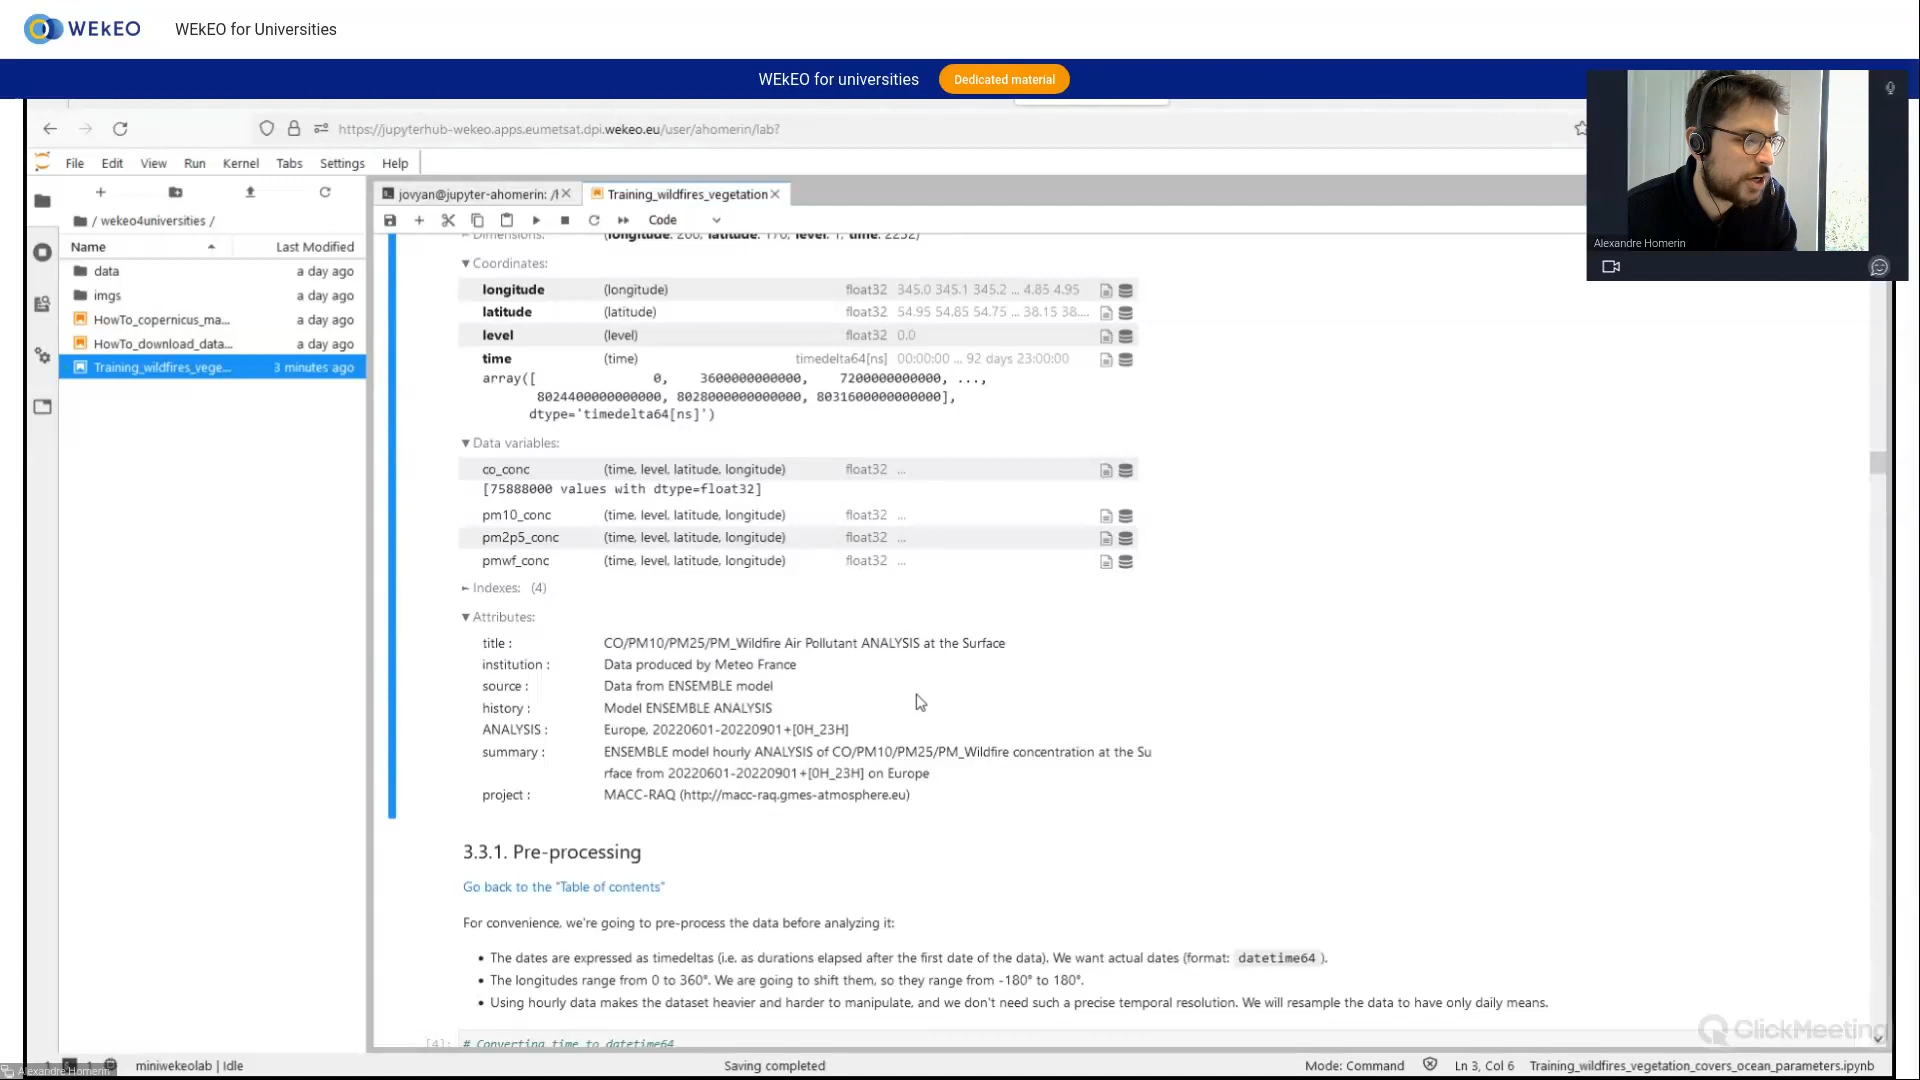 WEkEO
WEkEO for Universities
WEkEO for universities
Dedicated material
https://jupyterhub-wekeo.apps.eumetsat.dpi.wekeo.eu/user/ahomerin/lab?
Alexandre Homerin
File Edit View Run Kernel Tabs Settings Help
jovyan@jupyter-ahomerin: /l
Training_wildfires_vegetation
Code
/ wekeo4universities /
Name Last Modified
data a day ago
imgs a day ago
HowTo_copernicus_ma... a day ago
HowTo_download_data... a day ago
Training_wildfires_vege... 3 minutes ago
Dimensions: (longitude: 200, latitude: 170, level: 1, time: 2232)
Coordinates:
longitude (longitude) float32 345.0 345.1 345.2 ... 4.85 4.95
latitude (latitude) float32 54.95 54.85 54.75 ... 38.15 38....
level (level) float32 0.0
time (time) timedelta64[ns] 00:00:00 ... 92 days 23:00:00
array([ 0, 3600000000000, 7200000000000, ...,
8024400000000000, 8028000000000000, 8031600000000000],
dtype='timedelta64[ns]')
Data variables:
co_conc (time, level, latitude, longitude) float32 ...
[75888000 values with dtype=float32]
pm10_conc (time, level, latitude, longitude) float32 ...
pm2p5_conc (time, level, latitude, longitude) float32 ...
pmwf_conc (time, level, latitude, longitude) float32 ...
Indexes: (4)
Attributes:
title : CO/PM10/PM25/PM_Wildfire Air Pollutant ANALYSIS at the Surface
institution : Data produced by Meteo France
source : Data from ENSEMBLE model
history : Model ENSEMBLE ANALYSIS
ANALYSIS : Europe, 20220601-20220901+[0H_23H]
summary : ENSEMBLE model hourly ANALYSIS of CO/PM10/PM25/PM_Wildfire concentration at the Su
rface from 20220601-20220901+[0H_23H] on Europe
project : MACC-RAQ (http://macc-raq.gmes-atmosphere.eu)
3.3.1. Pre-processing
Go back to the "Table of contents"
For convenience, we're going to pre-process the data before analyzing it:
• The dates are expressed as timedeltas (i.e. as durations elapsed after the first date of the data). We want actual dates (format: datetime64 ).
• The longitudes range from 0 to 360°. We are going to shift them, so they range from -180° to 180°.
• Using hourly data makes the dataset heavier and harder to manipulate, and we don't need such a precise temporal resolution. We will resample the data to have only daily means.
[4]: # Converting time to datetime64
ClickMeeting
miniwekeolab | Idle
Saving completed
Mode: Command
Ln 3, Col 6
Training_wildfires_vegetation_covers_ocean_parameters.ipynb
Alexandre Homerin